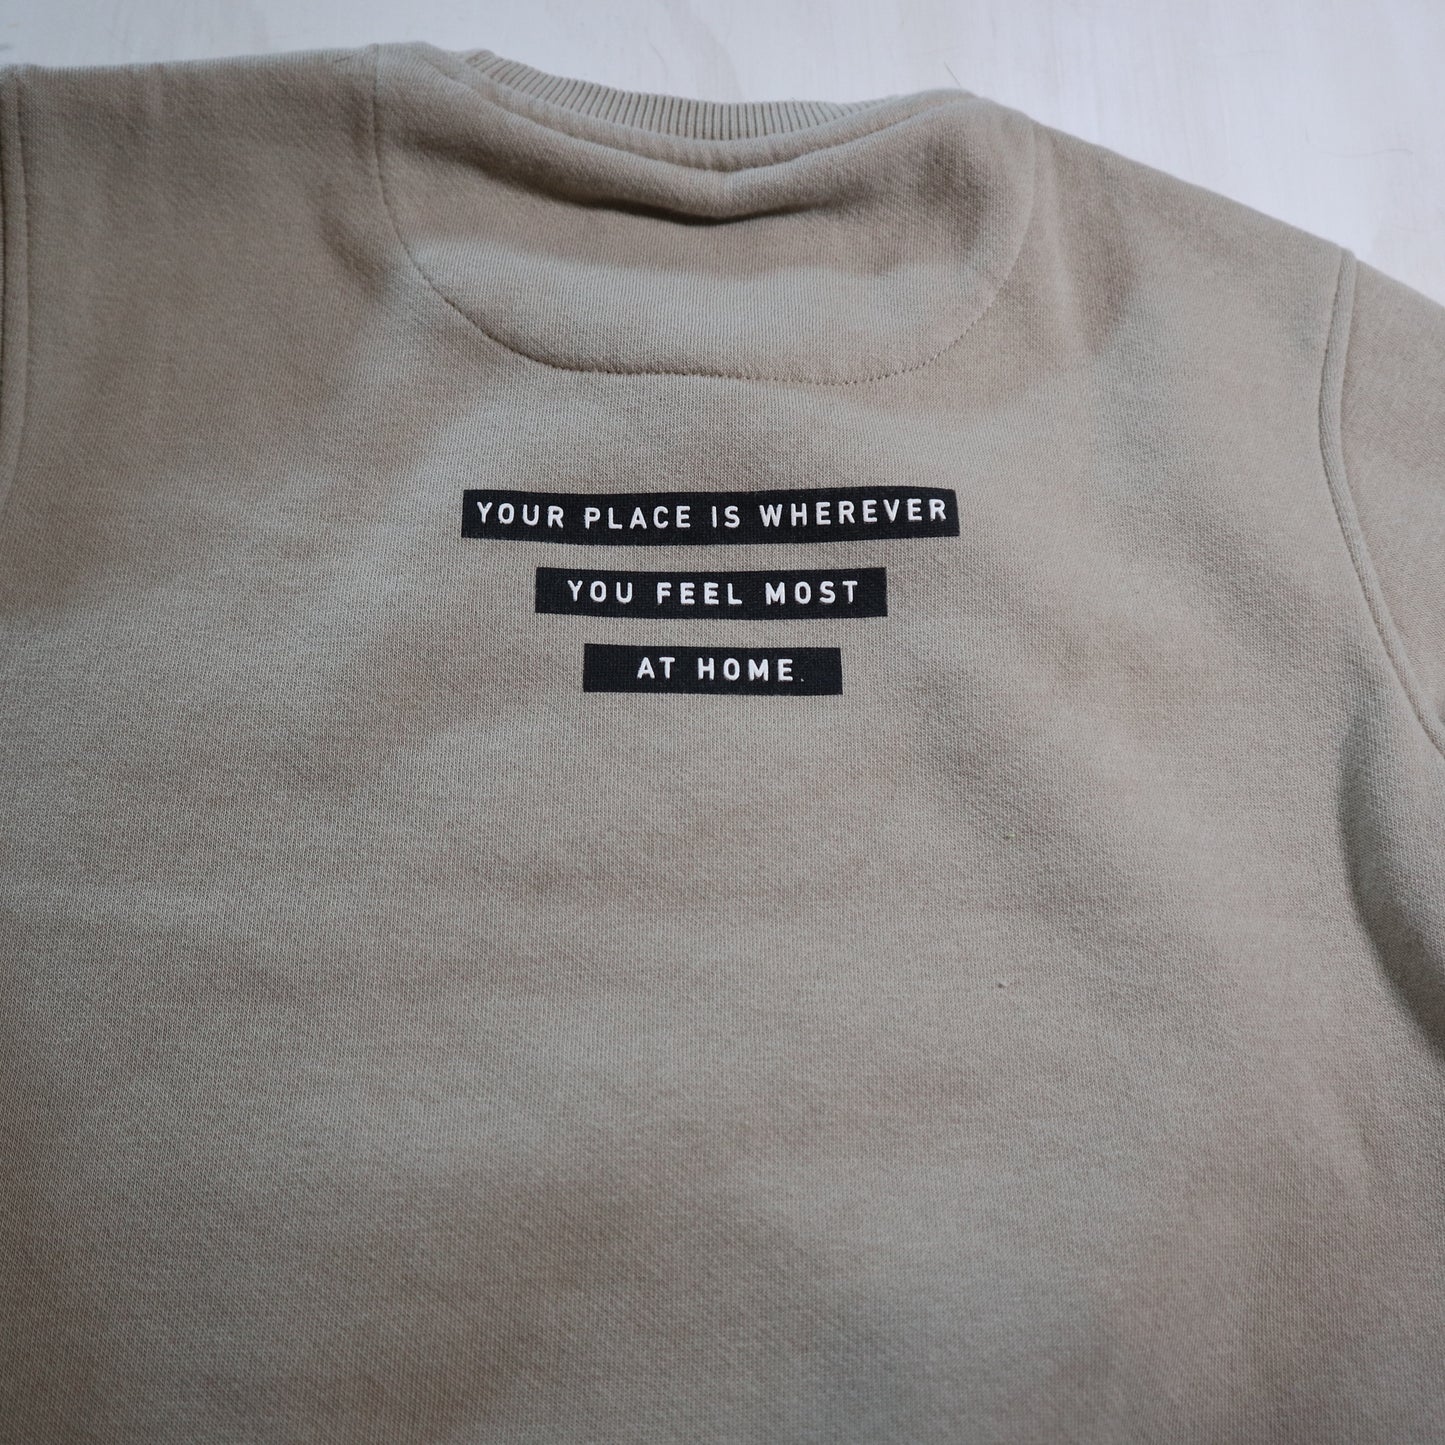 YOUR PLACE IS WHEREVER
YOU FEEL MOST
AT HOME.